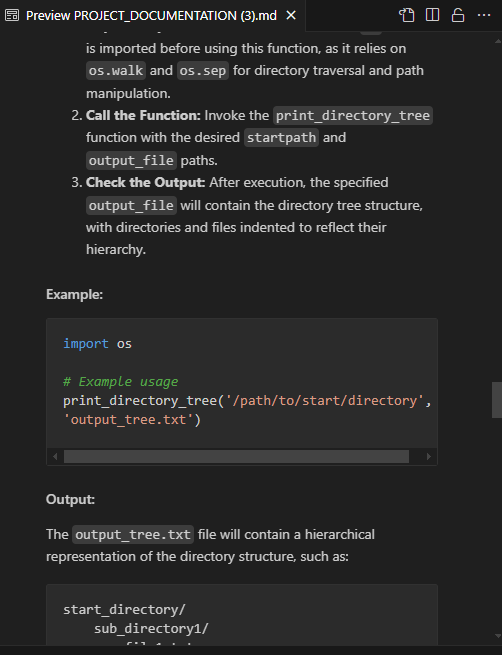 Preview PROJECT_DOCUMENTATION (3).md
is imported before using this function, as it relies on
os.walk and os.sep for directory traversal and path
manipulation.
2. Call the Function: Invoke the print_directory_tree
function with the desired startpath and
output_file paths.
3. Check the Output: After execution, the specified
output_file will contain the directory tree structure,
with directories and files indented to reflect their
hierarchy.
Example:
import os
# Example usage
print_directory_tree('/path/to/start/directory',
'output_tree.txt')
Output:
The output_tree.txt file will contain a hierarchical
representation of the directory structure, such as:
start_directory/
sub_directory1/